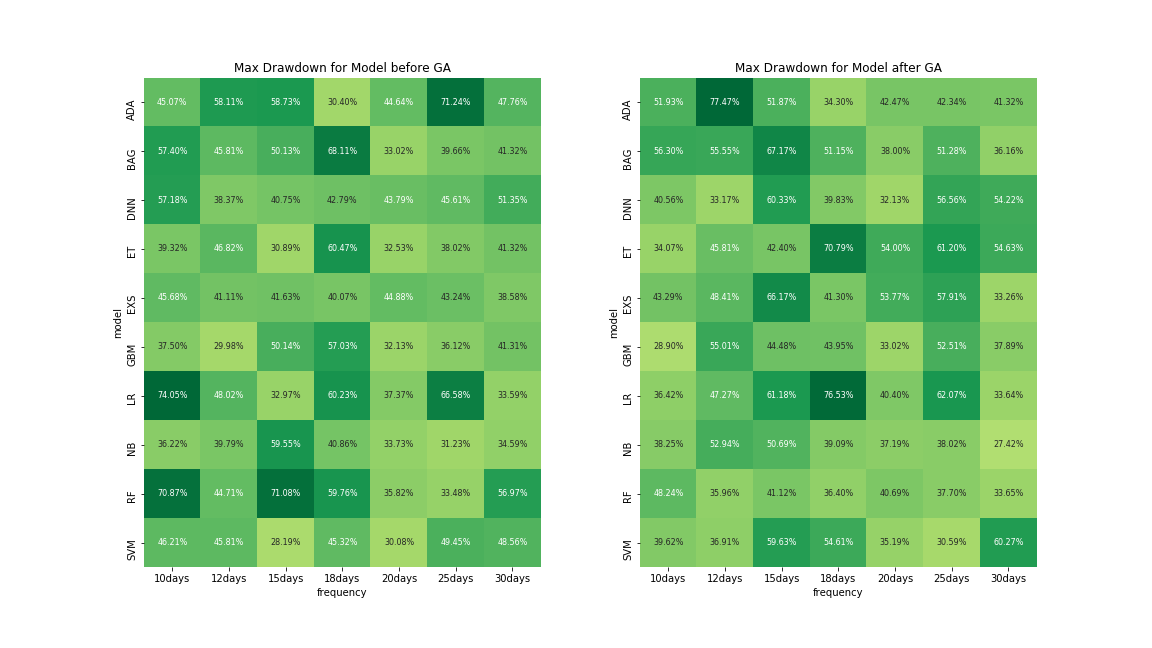 Max Drawdown for Model before GA
model
ADA 45.07% 58.11% 58.73% 30.40% 44.64% 71.24% 47.76%
BAG 57.40% 45.81% 50.13% 68.11% 33.02% 39.66% 41.32%
DNN 57.18% 38.37% 40.75% 42.79% 43.79% 45.61% 51.35%
ET 39.32% 46.82% 30.89% 60.47% 32.53% 38.02% 41.32%
EXS 45.68% 41.11% 41.63% 40.07% 44.88% 43.24% 38.58%
GBM 37.50% 29.98% 50.14% 57.03% 32.13% 36.12% 41.31%
LR 74.05% 48.02% 32.97% 60.23% 37.37% 66.58% 33.59%
NB 36.22% 39.79% 59.55% 40.86% 33.73% 31.23% 34.59%
RF 70.87% 44.71% 71.08% 59.76% 35.82% 33.48% 56.97%
SVM 46.21% 45.81% 28.19% 45.32% 30.08% 49.45% 48.56%
10days 12days 15days 18days 20days 25days 30days
frequency
Max Drawdown for Model after GA
model
ADA 51.93% 77.47% 51.87% 34.30% 42.47% 42.34% 41.32%
BAG 56.30% 55.55% 67.17% 51.15% 38.00% 51.28% 36.16%
DNN 40.56% 33.17% 60.33% 39.83% 32.13% 56.56% 54.22%
ET 34.07% 45.81% 42.40% 70.79% 54.00% 61.20% 54.63%
EXS 43.29% 48.41% 66.17% 41.30% 53.77% 57.91% 33.26%
GBM 28.90% 55.01% 44.48% 43.95% 33.02% 52.51% 37.89%
LR 36.42% 47.27% 61.18% 76.53% 40.40% 62.07% 33.64%
NB 38.25% 52.94% 50.69% 39.09% 37.19% 38.02% 27.42%
RF 48.24% 35.96% 41.12% 36.40% 40.69% 37.70% 33.65%
SVM 39.62% 36.91% 59.63% 54.61% 35.19% 30.59% 60.27%
10days 12days 15days 18days 20days 25days 30days
frequency